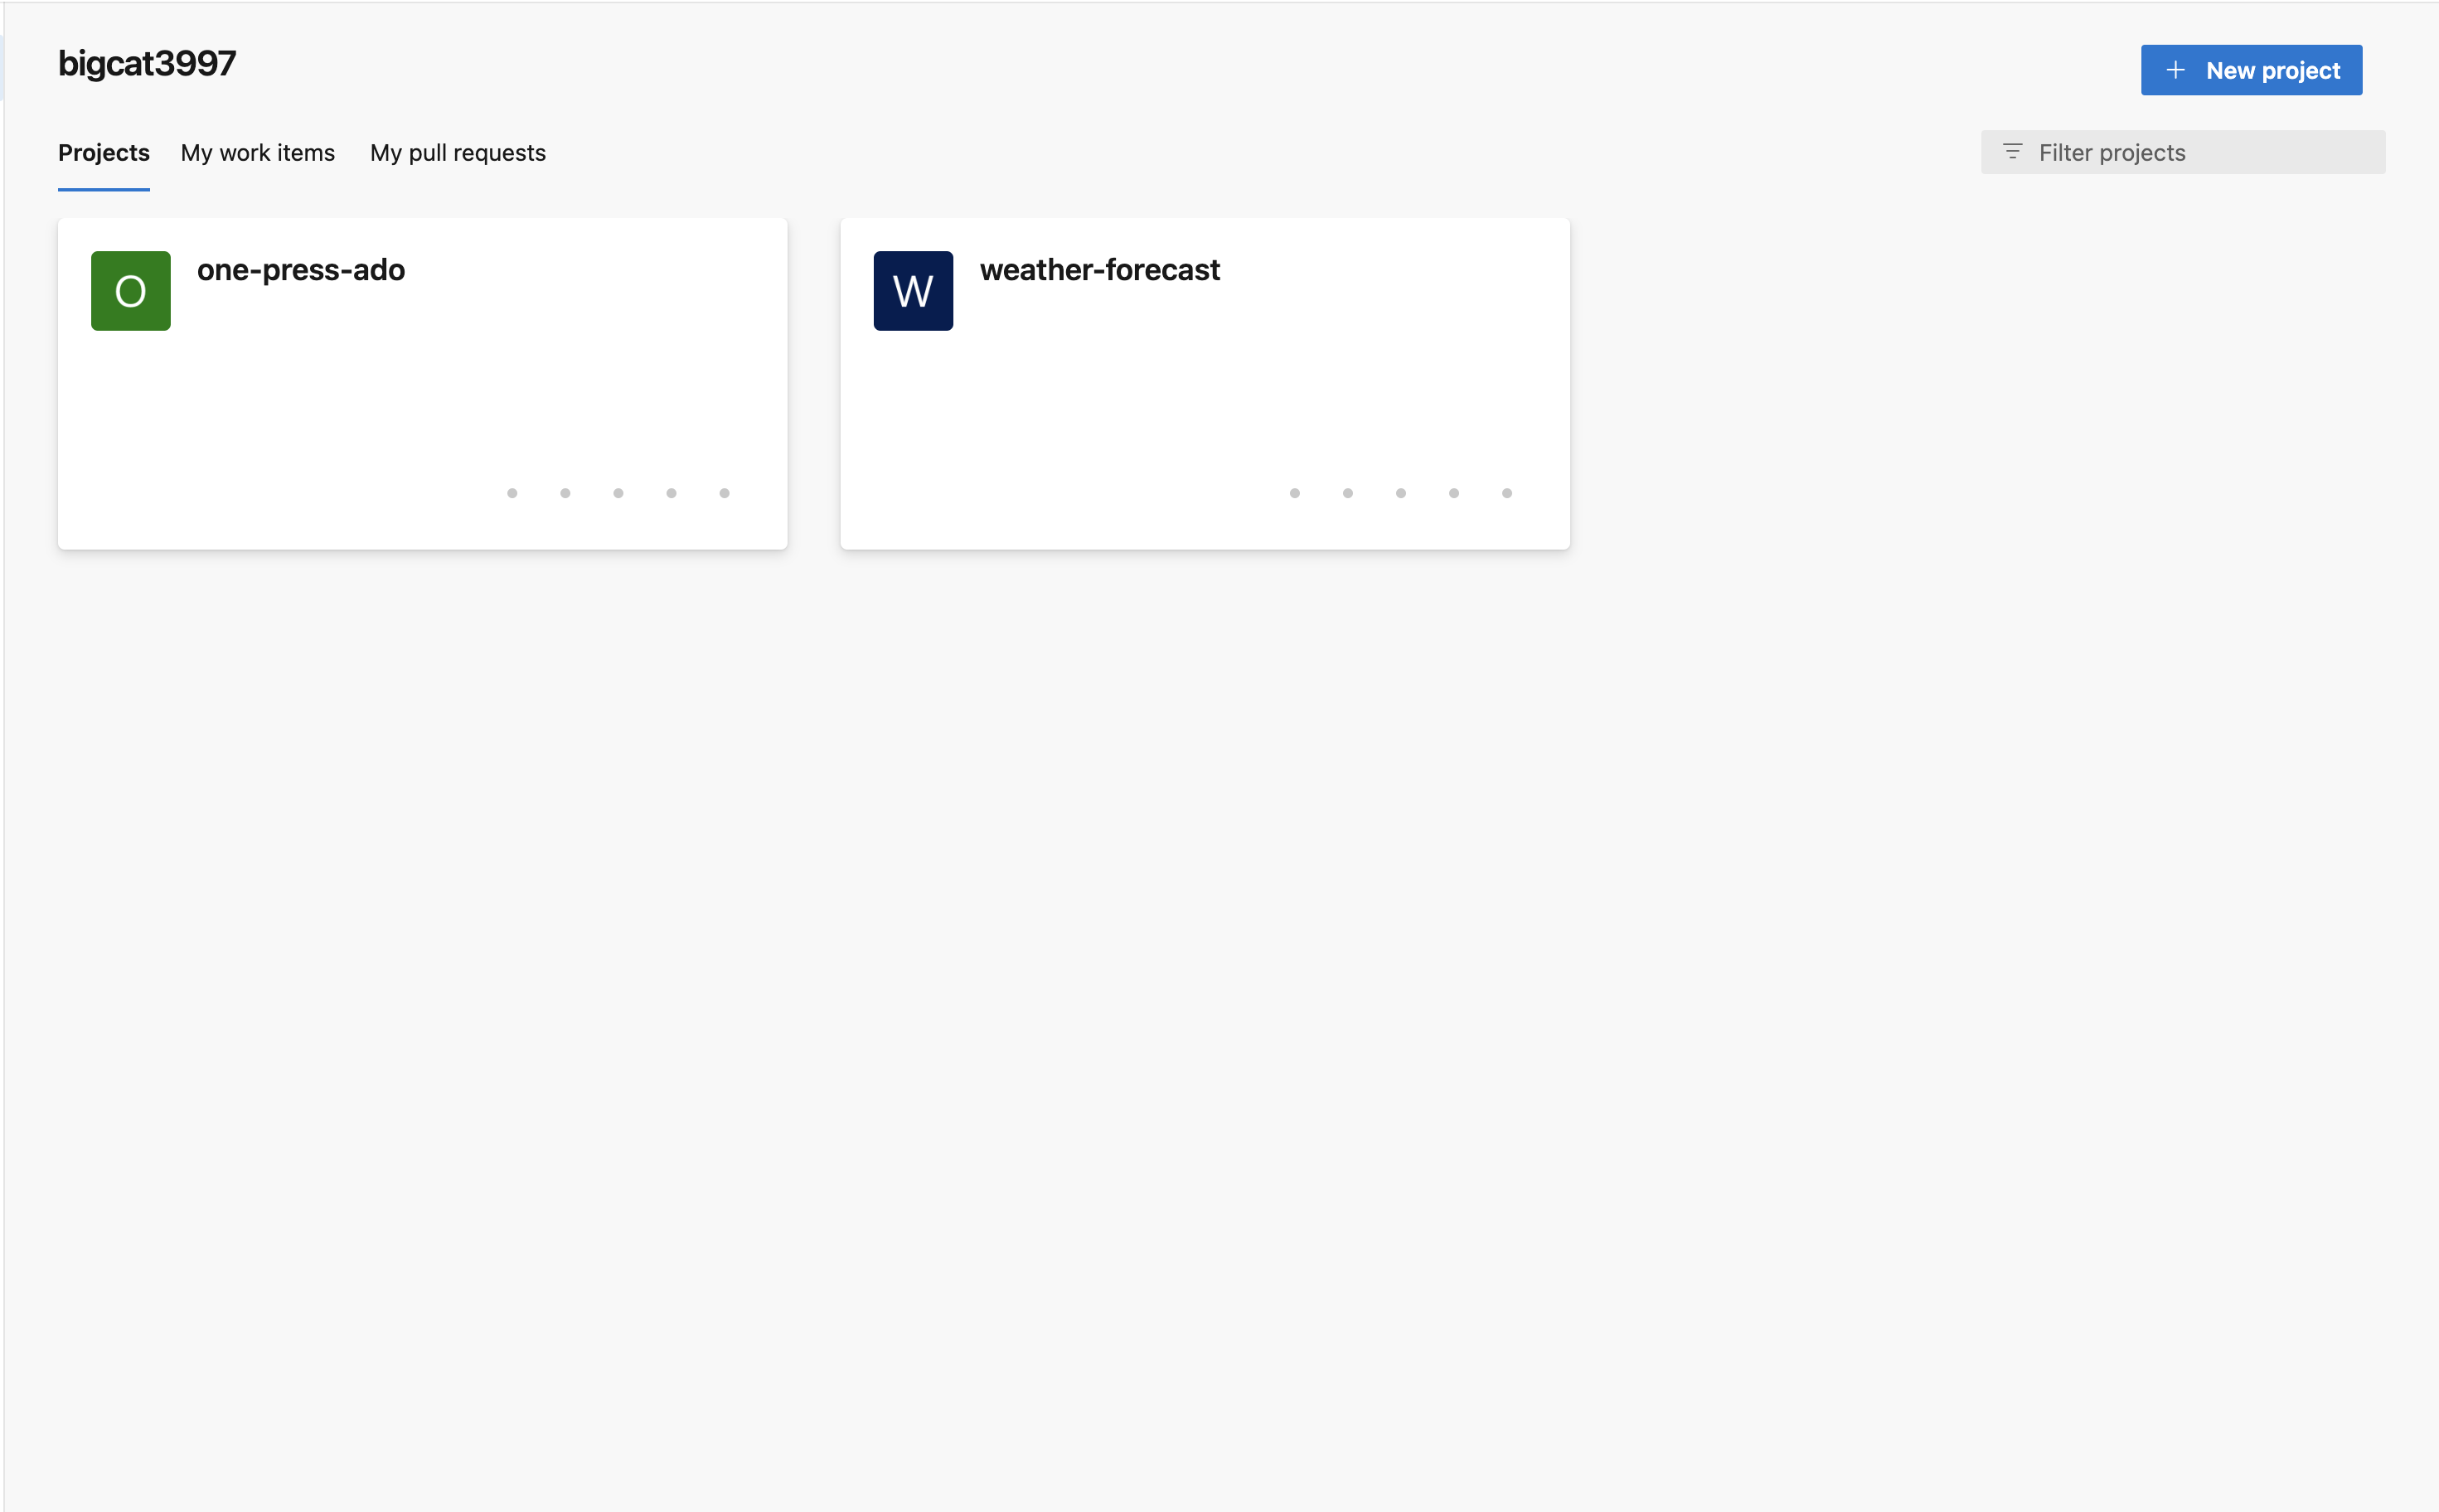 bigcat3997
New project
Projects
My work items
My pull requests
Filter projects
O
one-press-ado
W
weather-forecast